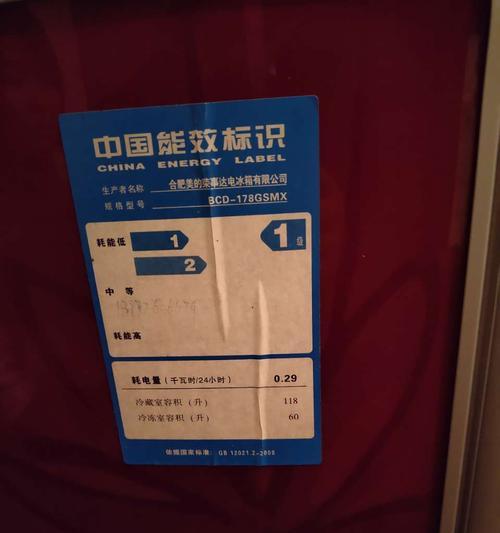 中国能效标识
CHINA ENERGY LABEL
生产者名称 合肥美的荣事达电冰箱有限公司
规格型号 BCD-178GSMX
耗能低 1 1级
2
中 等
耗能高
耗电量（千瓦时/24小时） 0.29
冷藏室容积（升） 118
冷冻室容积（升） 60
依据国家标准： GB 12021.2-2008